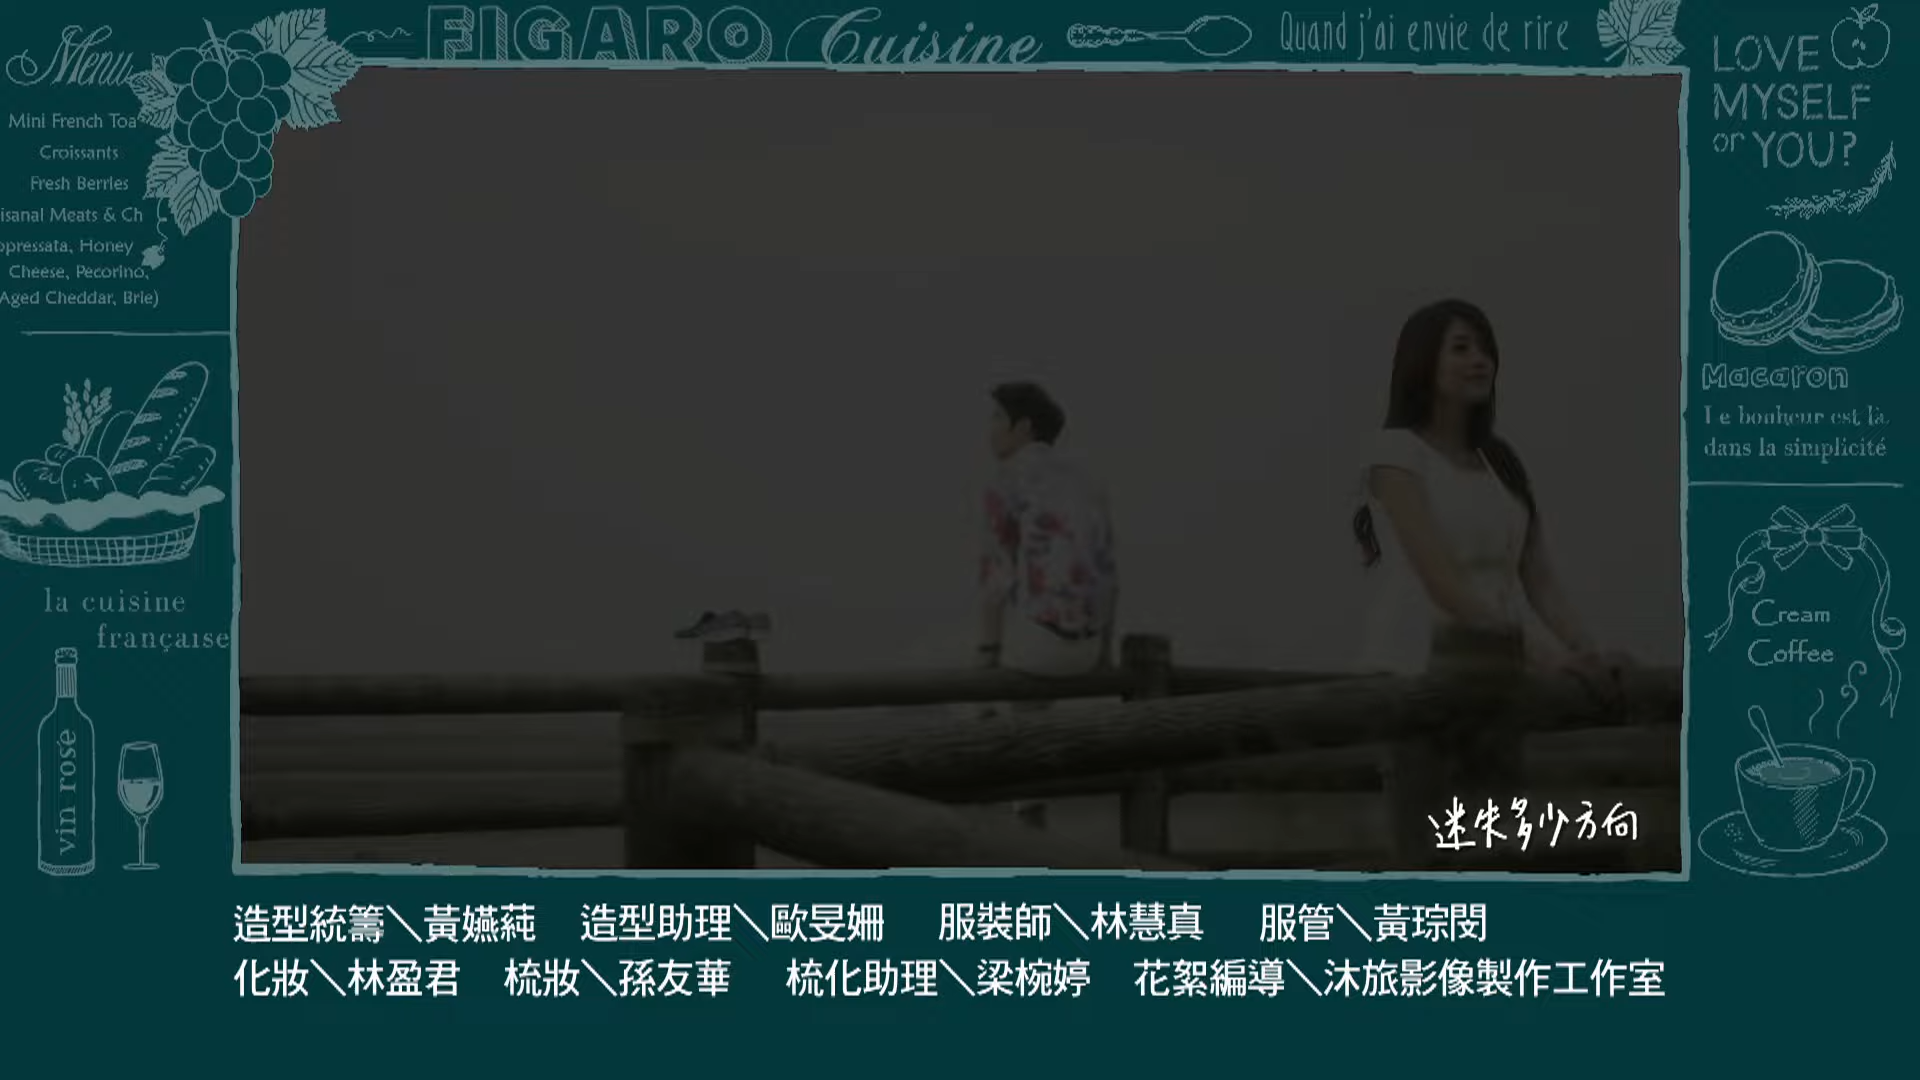 FIGARO Cuisine
Quand j'ai envie de rire
Menu
Mini French Toa
Croissants
Fresh Berries
isanal Meats & Ch
opressata, Honey
Cheese, Pecorino,
Aged Cheddar, Brie)
la cuisine
française
vin rosé
LOVE
MYSELF
or YOU?
Macaron
Le bonheur est là
dans la simplicité
Cream
Coffee
迷失多少方向
造型統籌＼黃嬿蒓 造型助理＼歐旻姍 服裝師＼林慧真 服管＼黃琮閔
化妝＼林盈君 梳妝＼孫友華 梳化助理＼梁椀婷 花絮編導＼沐旅影像製作工作室